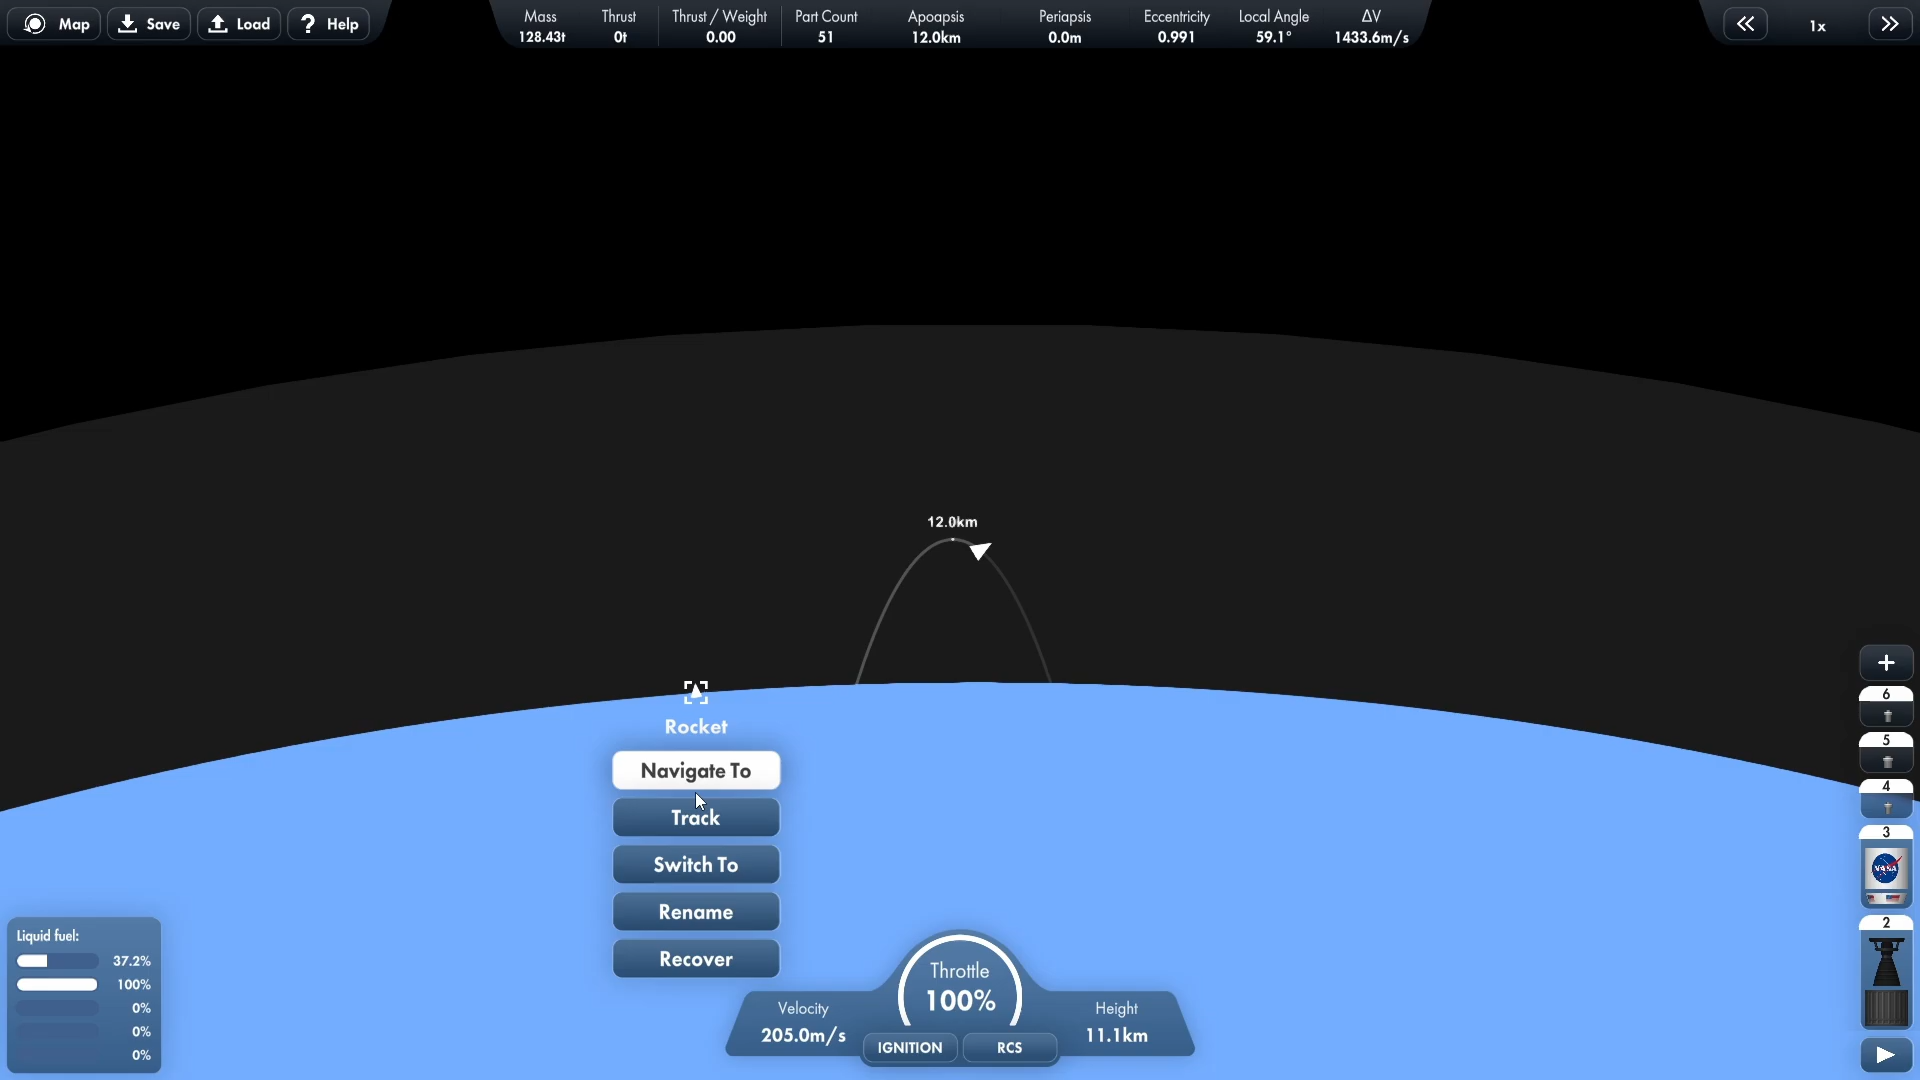 Map
Save
Load
Help
Mass
128.43t
Thrust
0t
Thrust / Weight
0.00
Part Count
51
Apoapsis
12.0km
Periapsis
0.0m
Eccentricity
0.991
Local Angle
59.1°
ΔV
1433.6m/s
1x
12.0km
Rocket
Navigate To
Track
Switch To
Rename
Recover
6
5
4
3
NASA
2
Liquid fuel:
37.2%
100%
0%
0%
0%
Throttle
100%
Velocity
205.0m/s
Height
11.1km
IGNITION
RCS